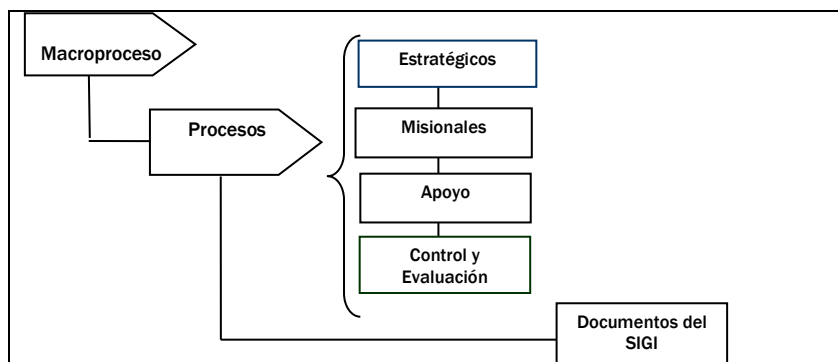 Macroproceso
Estratégicos
Procesos
Misionales
Apoyo
Control y
Evaluación
Documentos del
SIGI